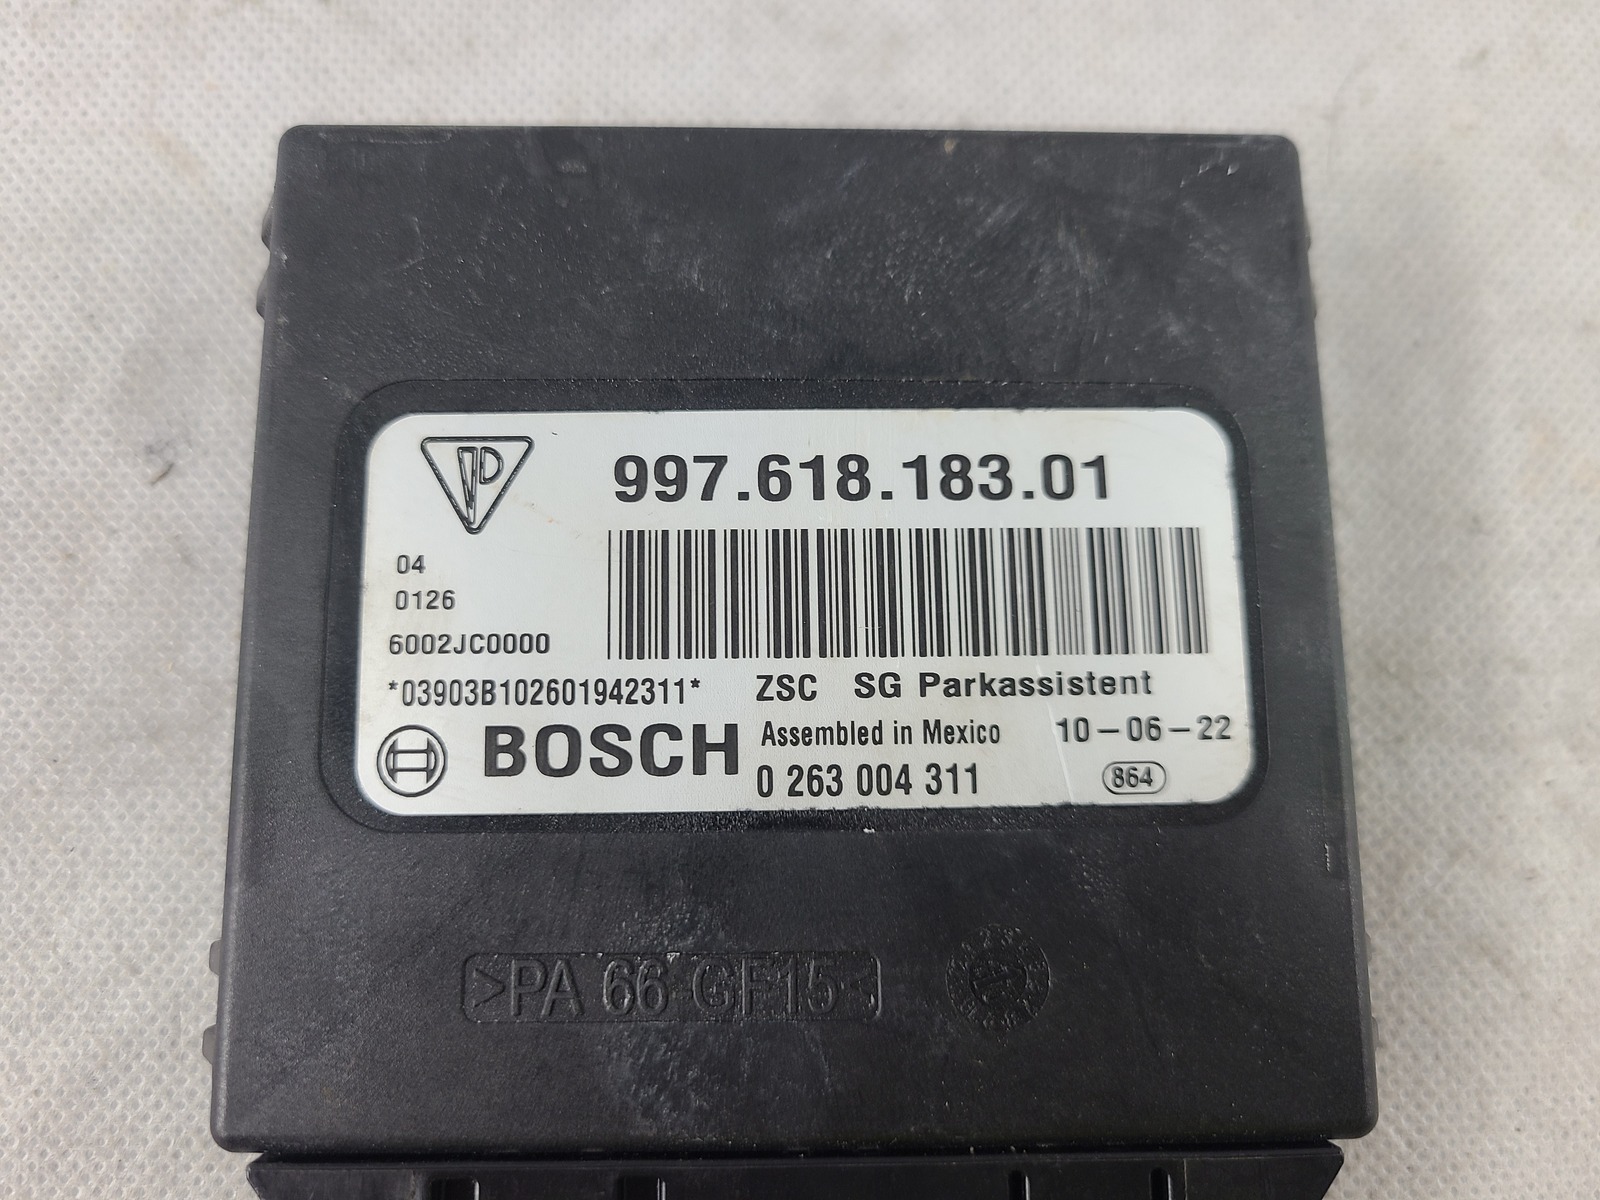 997.618.183.01
04
0126
6002JC0000
*03903B102601942311* ZSC SG Parkassistent
BOSCH Assembled in Mexico 10-06-22
0 263 004 311 864
>PA 66-GF15<